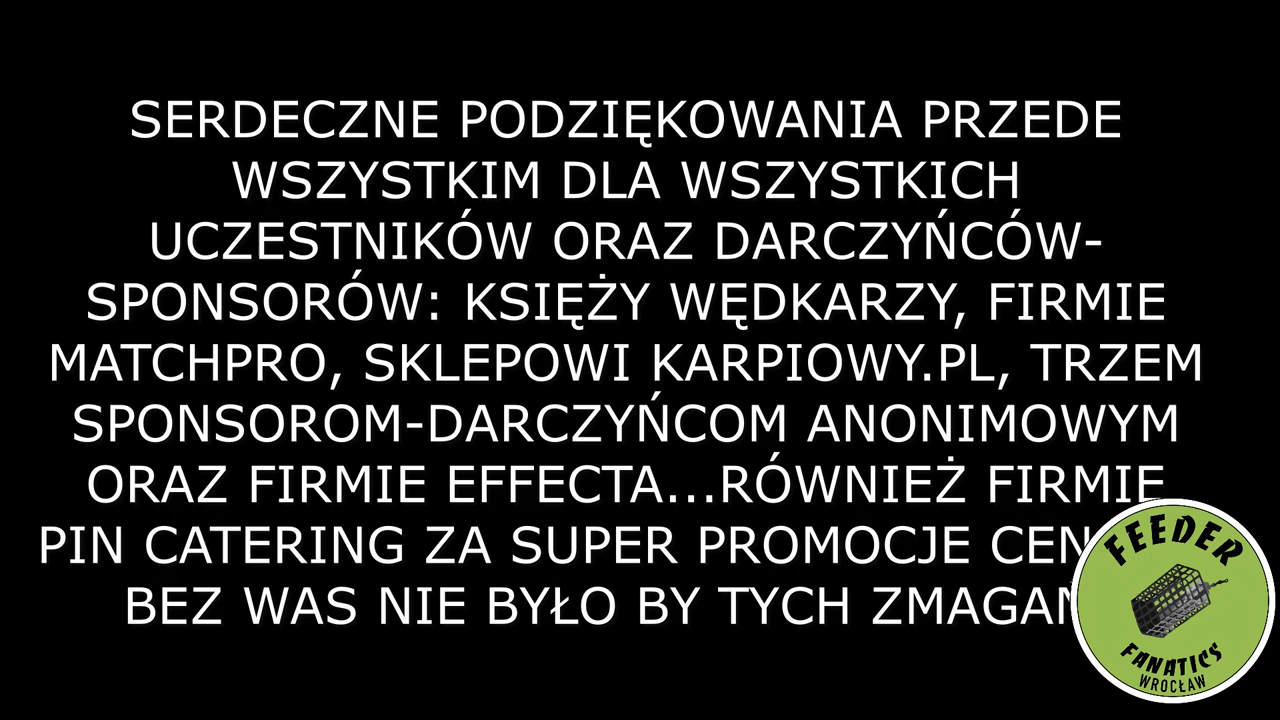 SERDECZNE PODZIĘKOWANIA PRZEDE
WSZYSTKIM DLA WSZYSTKICH
UCZESTNIKÓW ORAZ DARCZYŃCÓW-
SPONSORÓW: KSIĘŻY WĘDKARZY, FIRMIE
MATCHPRO, SKLEPOWI KARPIOWY.PL, TRZEM
SPONSOROM-DARCZYŃCOM ANONIMOWYM
ORAZ FIRMIE EFFECTA...RÓWNIEŻ FIRMIE
PIN CATERING ZA SUPER PROMOCJE
BEZ WAS NIE BYŁO BY TYCH
FEEDER
FANATICS
WROCŁAW